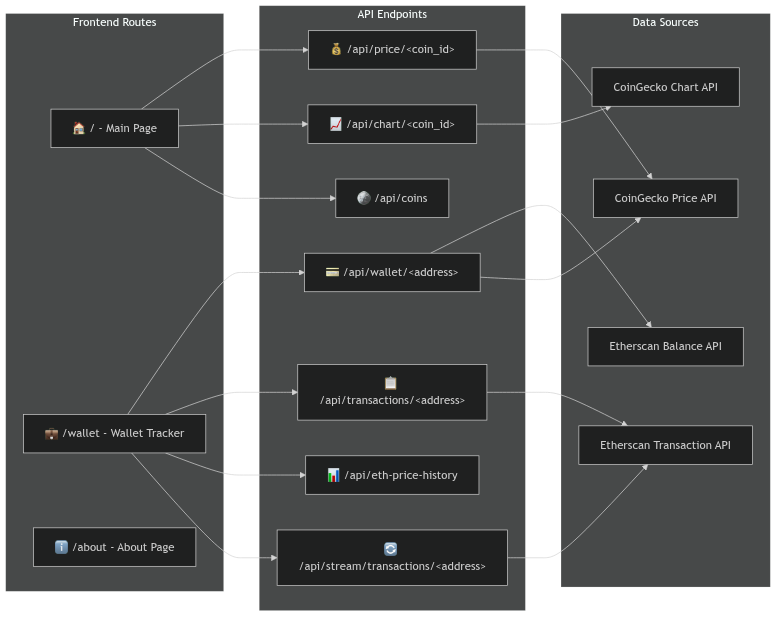 Frontend Routes
🏠 / - Main Page
💼 /wallet - Wallet Tracker
ℹ️ /about - About Page
API Endpoints
💰 /api/price/<coin_id>
📈 /api/chart/<coin_id>
🪙 /api/coins
💳 /api/wallet/<address>
📋
/api/transactions/<address>
📊 /api/eth-price-history
🔄
/api/stream/transactions/<address>
Data Sources
CoinGecko Chart API
CoinGecko Price API
Etherscan Balance API
Etherscan Transaction API